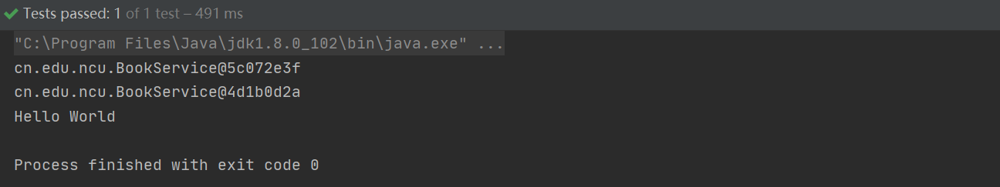 Tests passed: 1 of 1 test – 491 ms
"C:\Program Files\Java\jdk1.8.0_102\bin\java.exe" ...
cn.edu.ncu.BookService@5c072e3f
cn.edu.ncu.BookService@4d1b0d2a
Hello World
Process finished with exit code 0